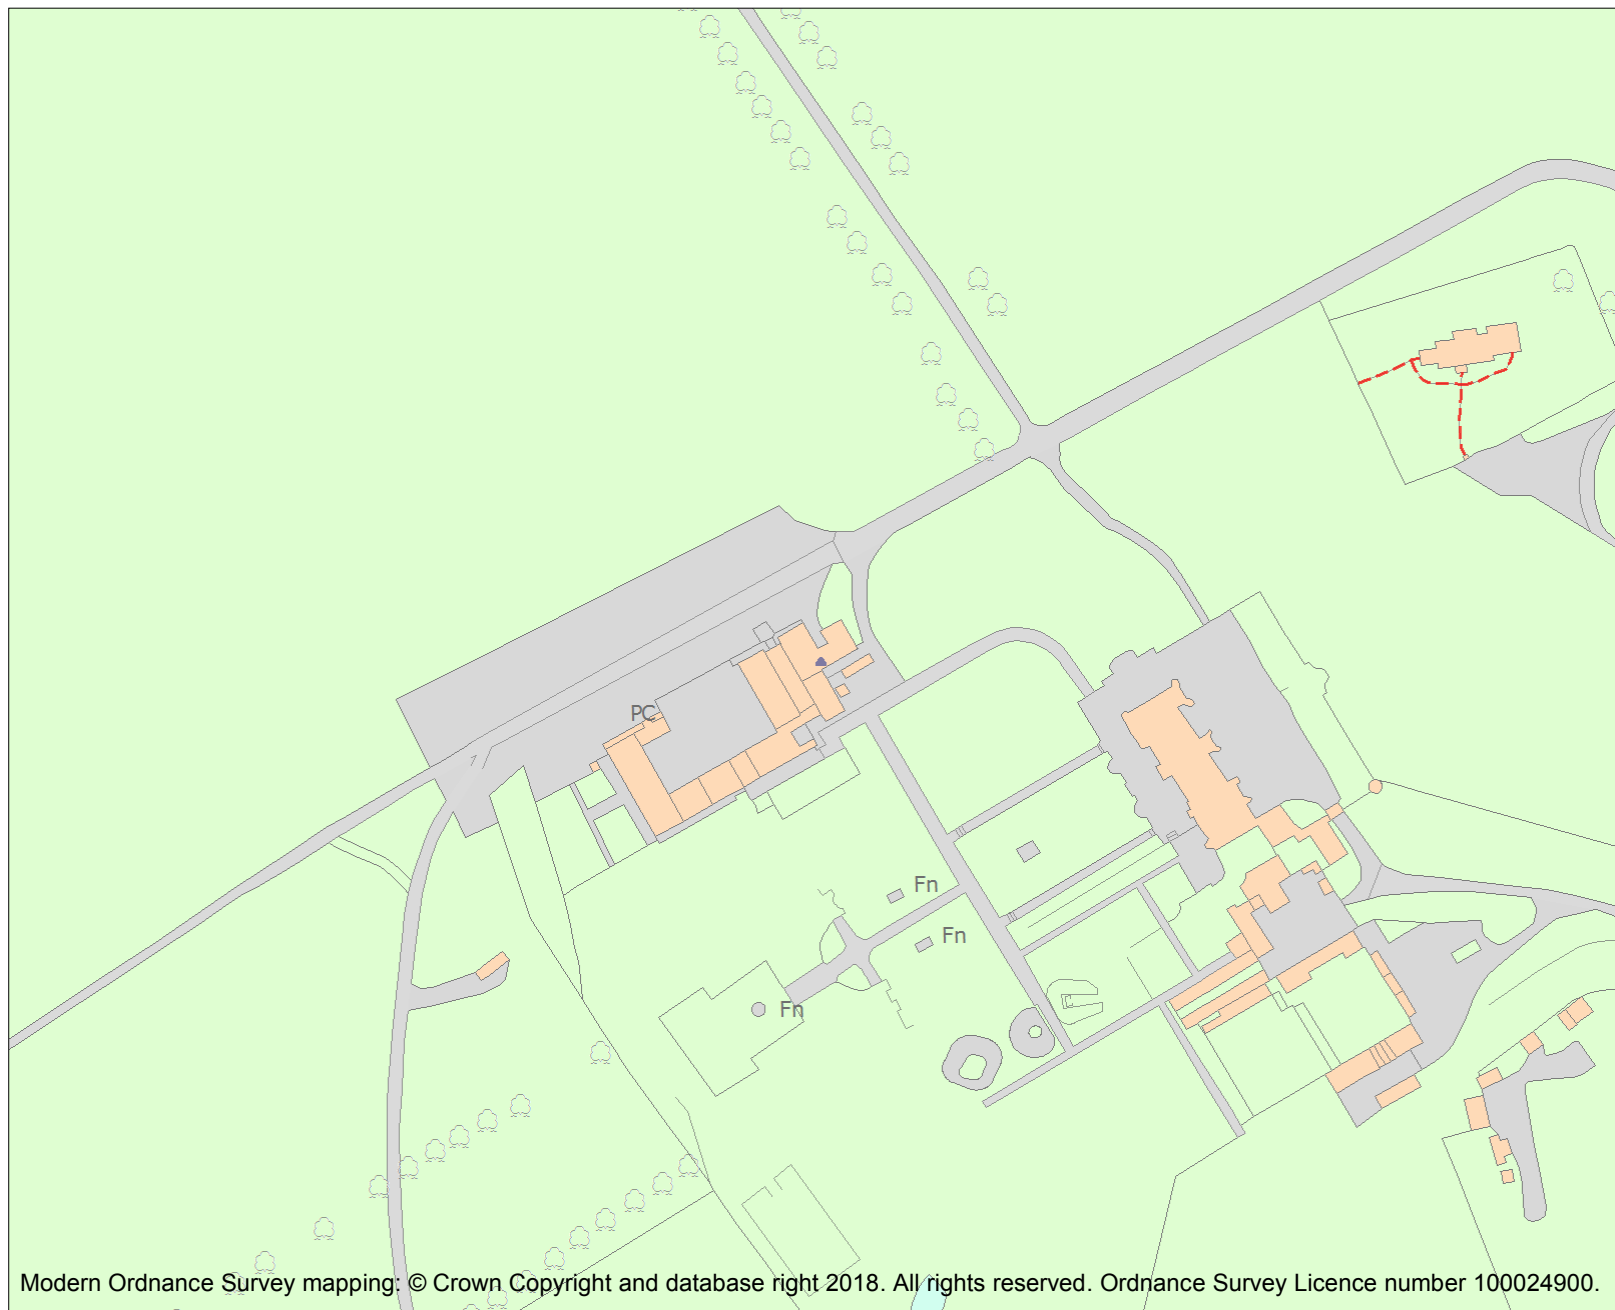 PC
Fn
Fn
Fn
Modern Ordnance Survey mapping: © Crown Copyright and database right 2018. All rights reserved. Ordnance Survey Licence number 100024900.